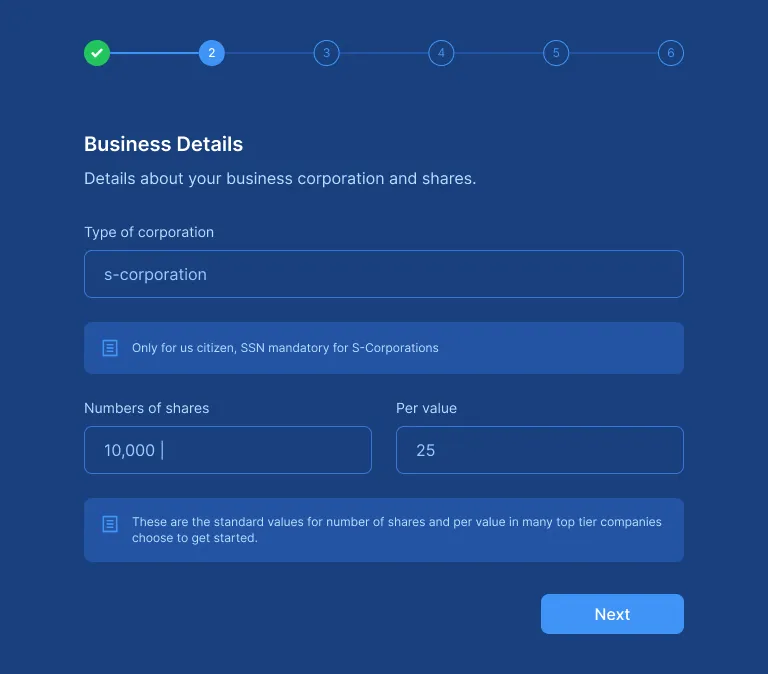 2 3 4 5 6
Business Details
Details about your business corporation and shares.
Type of corporation
s-corporation
Only for us citizen, SSN mandatory for S-Corporations
Numbers of shares
Per value
10,000
25
These are the standard values for number of shares and per value in many top tier companies
choose to get started.
Next